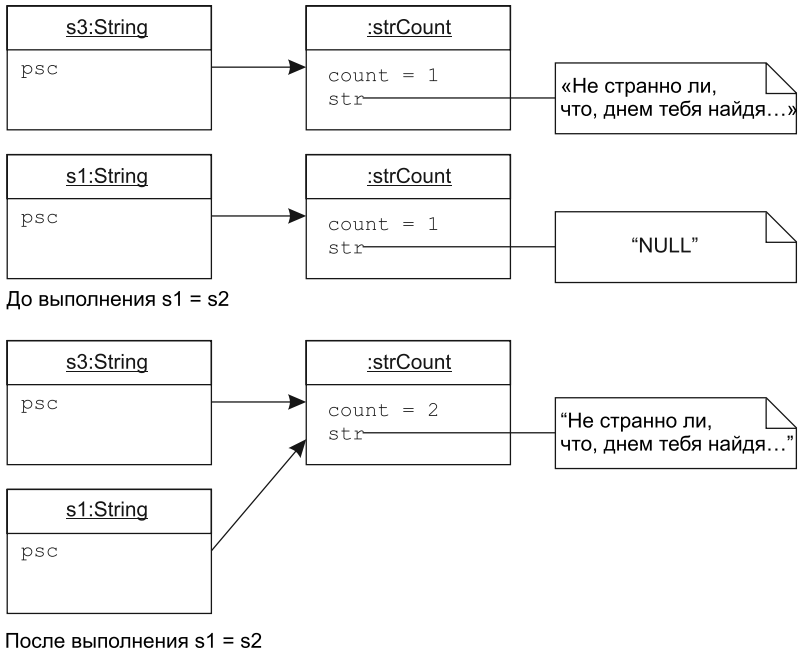 s3:String
:strCount
psc
count = 1
str
«Не странно ли,
что, днем тебя найдя…»
s1:String
:strCount
psc
count = 1
str
“NULL”
До выполнения s1 = s2
s3:String
:strCount
psc
count = 2
str
“Не странно ли,
что, днем тебя найдя…”
s1:String
psc
После выполнения s1 = s2